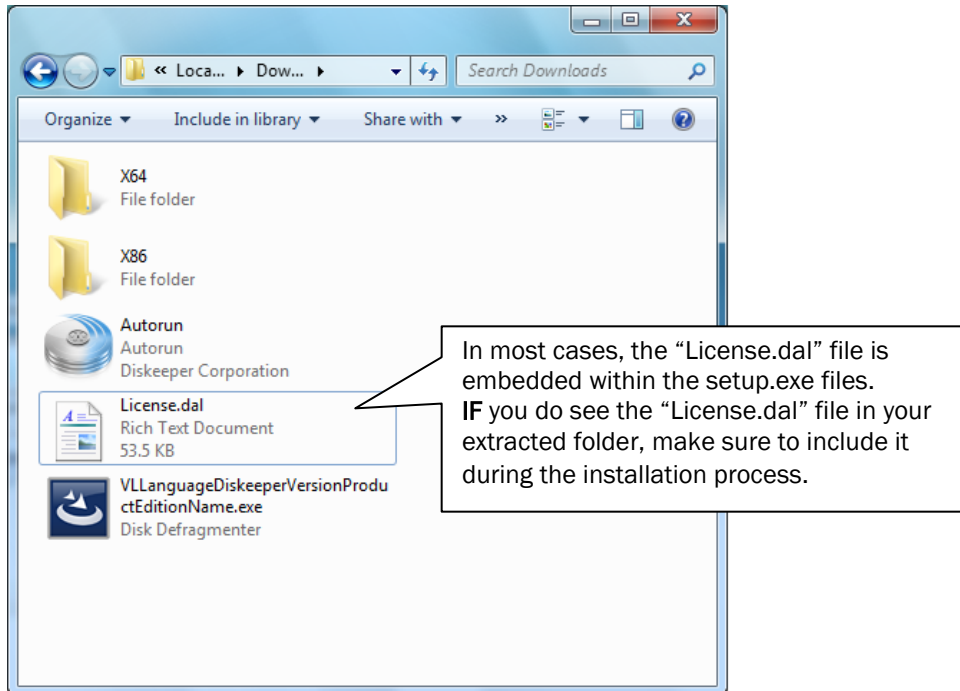 « Loca... ▸ Dow... ▸
Search Downloads
Organize ▾ Include in library ▾ Share with ▾ »
X64
File folder
X86
File folder
Autorun
Autorun
Diskeeper Corporation
License.dal
Rich Text Document
53.5 KB
VLLanguageDiskeeperVersionProdu
ctEditionName.exe
Disk Defragmenter
In most cases, the “License.dal” file is
embedded within the setup.exe files.
IF you do see the “License.dal” file in your
extracted folder, make sure to include it
during the installation process.